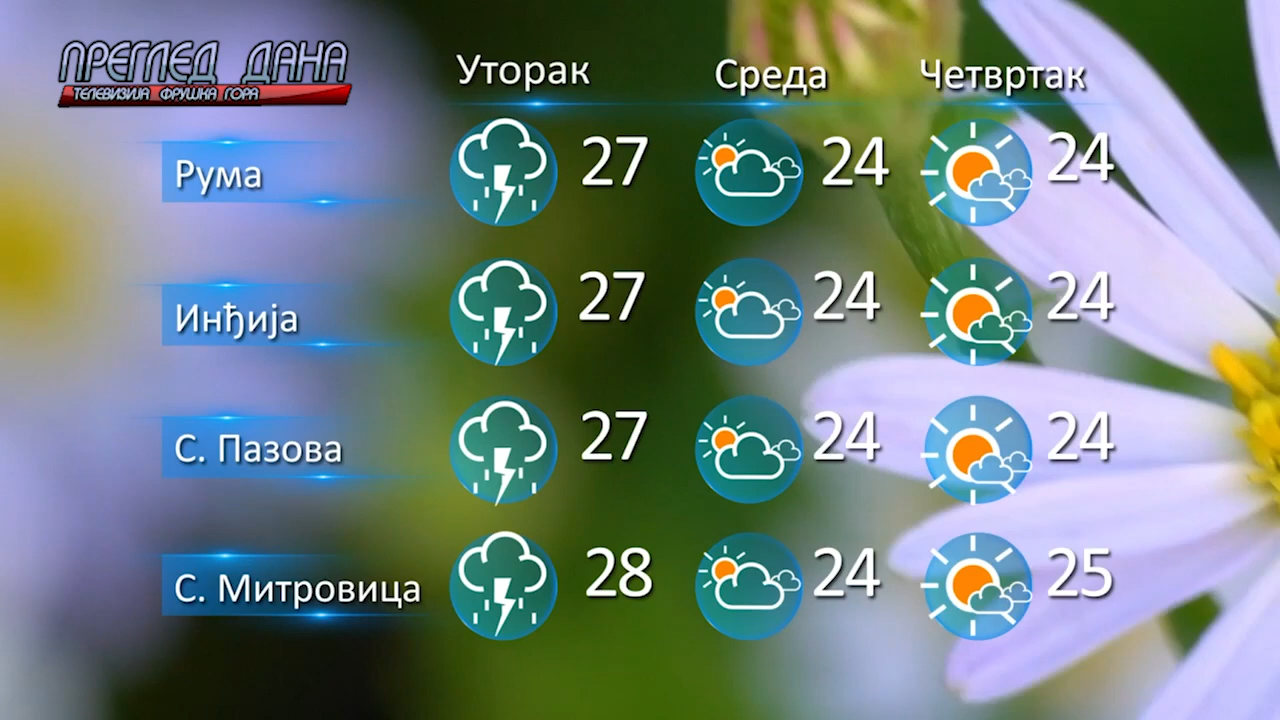 ПРЕГЛЕД ДАНА
ТЕЛЕВИЗИЈА ФРУШКА ГОРА
Уторак Среда Четвртак
Рума 27 24 24
Инђија 27 24 24
С. Пазова 27 24 24
С. Митровица 28 24 25